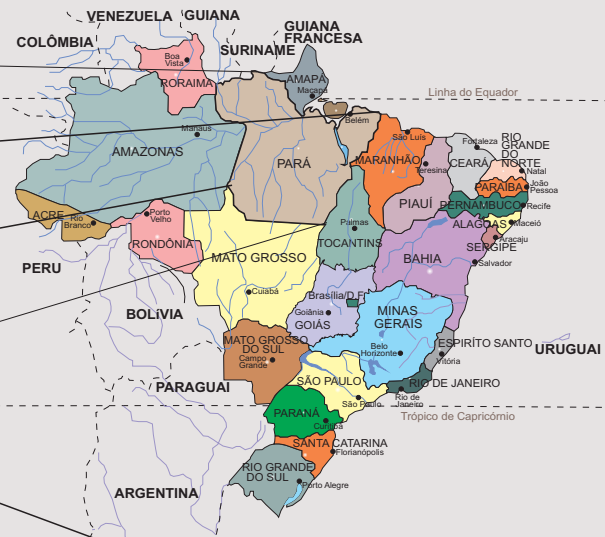 VENEZUELA
GUIANA
COLÔMBIA
SURINAME
GUIANA
FRANCESA
Boa
Vista
RORAIMA
AMAPÁ
Macapá
Linha do Equador
Manaus
AMAZONAS
Belém
PARÁ
São Luís
MARANHÃO
Teresina
Fortaleza
CEARÁ
RIO
GRANDE
DO
NORTE
Natal
PARAÍBA
João
Pessoa
PIAUÍ
PERNAMBUCO
Recife
ALAGOAS
Maceió
SERGIPE
Aracaju
ACRE
Rio
Branco
Porto
Velho
RONDÔNIA
Palmas
TOCANTINS
MATO GROSSO
BAHIA
Salvador
PERU
BOLíVIA
Cuiabá
Brasília/D.F.
Goiânia
GOIÁS
MINAS
GERAIS
Belo
Horizonte
ESPIRÍTO SANTO
Vitória
URUGUAI
MATO GROSSO
DO SUL
Campo
Grande
PARAGUAI
SÃO PAULO
São Paulo
RIO DE JANEIRO
Rio de
Janeiro
Trópico de Capricómio
PARANÁ
Curitiba
SANTA CATARINA
Florianópolis
RIO GRANDE
DO SUL
Porto Alegre
ARGENTINA